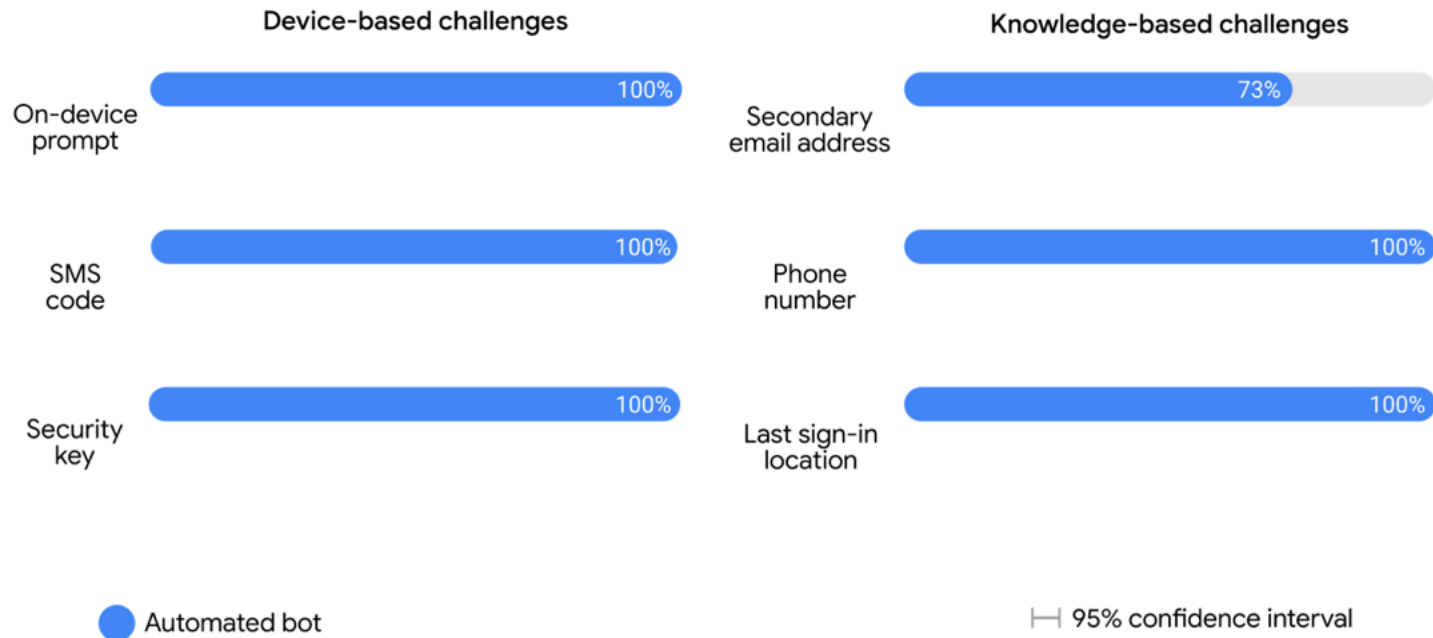 Device-based challenges
On-device
prompt
100%
SMS
code
100%
Security
key
100%
Knowledge-based challenges
Secondary
email address
73%
Phone
number
100%
Last sign-in
location
100%
Automated bot
95% confidence interval